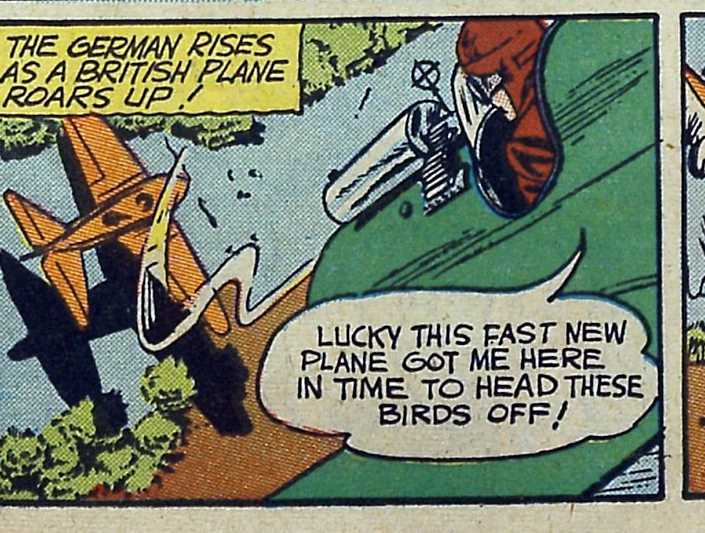 THE GERMAN RISES
AS A BRITISH PLANE
ROARS UP!
LUCKY THIS FAST NEW
PLANE GOT ME HERE
IN TIME TO HEAD THESE
BIRDS OFF!